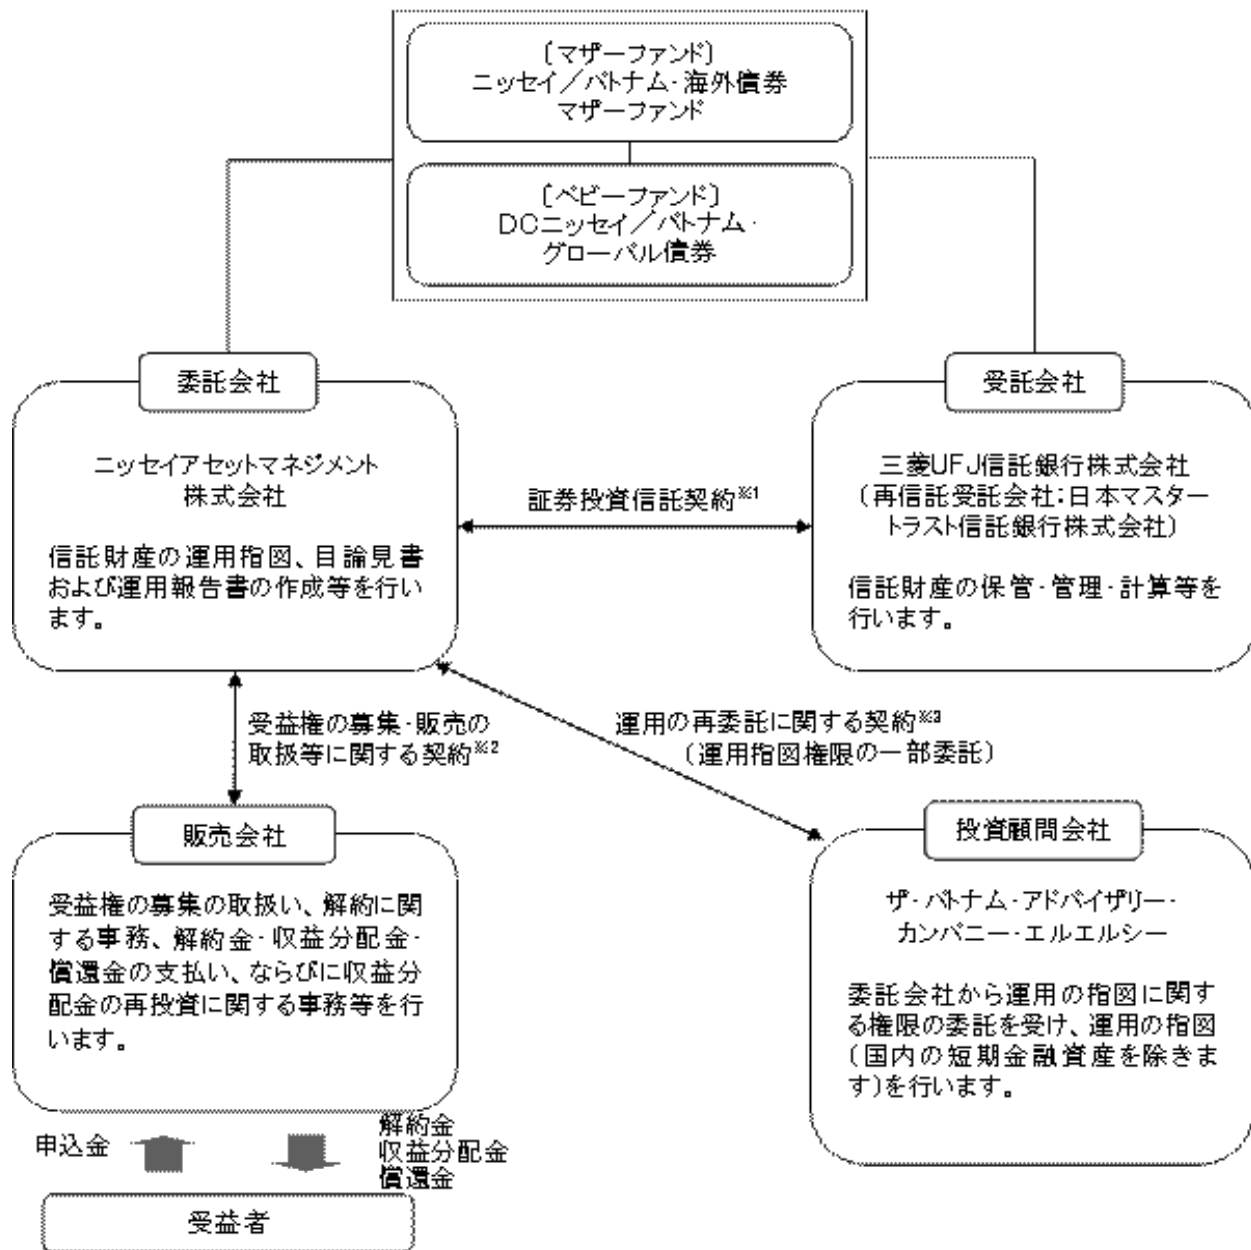 〔マザーファンド〕
ニッセイ／パトナム・海外債券
マザーファンド
〔ベビーファンド〕
DCニッセイ／パトナム・
グローバル債券
委託会社
ニッセイアセットマネジメント
株式会社
信託財産の運用指図、目論見書
および運用報告書の作成等を行い
ます。
証券投資信託契約※1
受託会社
三菱UFJ信託銀行株式会社
（再信託受託会社：日本マスター
トラスト信託銀行株式会社）
信託財産の保管・管理・計算等を
行います。
受益権の募集・販売の
取扱等に関する契約※2
運用の再委託に関する契約※3
（運用指図権限の一部委託）
販売会社
受益権の募集の取扱い、解約に関
する事務、解約金・収益分配金・
償還金の支払い、ならびに収益分
配金の再投資に関する事務等を行
います。
投資顧問会社
ザ・パトナム・アドバイザリー・
カンパニー・エルエルシー
委託会社から運用の指図に関す
る権限の委託を受け、運用の指図
（国内の短期金融資産を除きま
す）を行います。
申込金
解約金
収益分配金
償還金
受益者